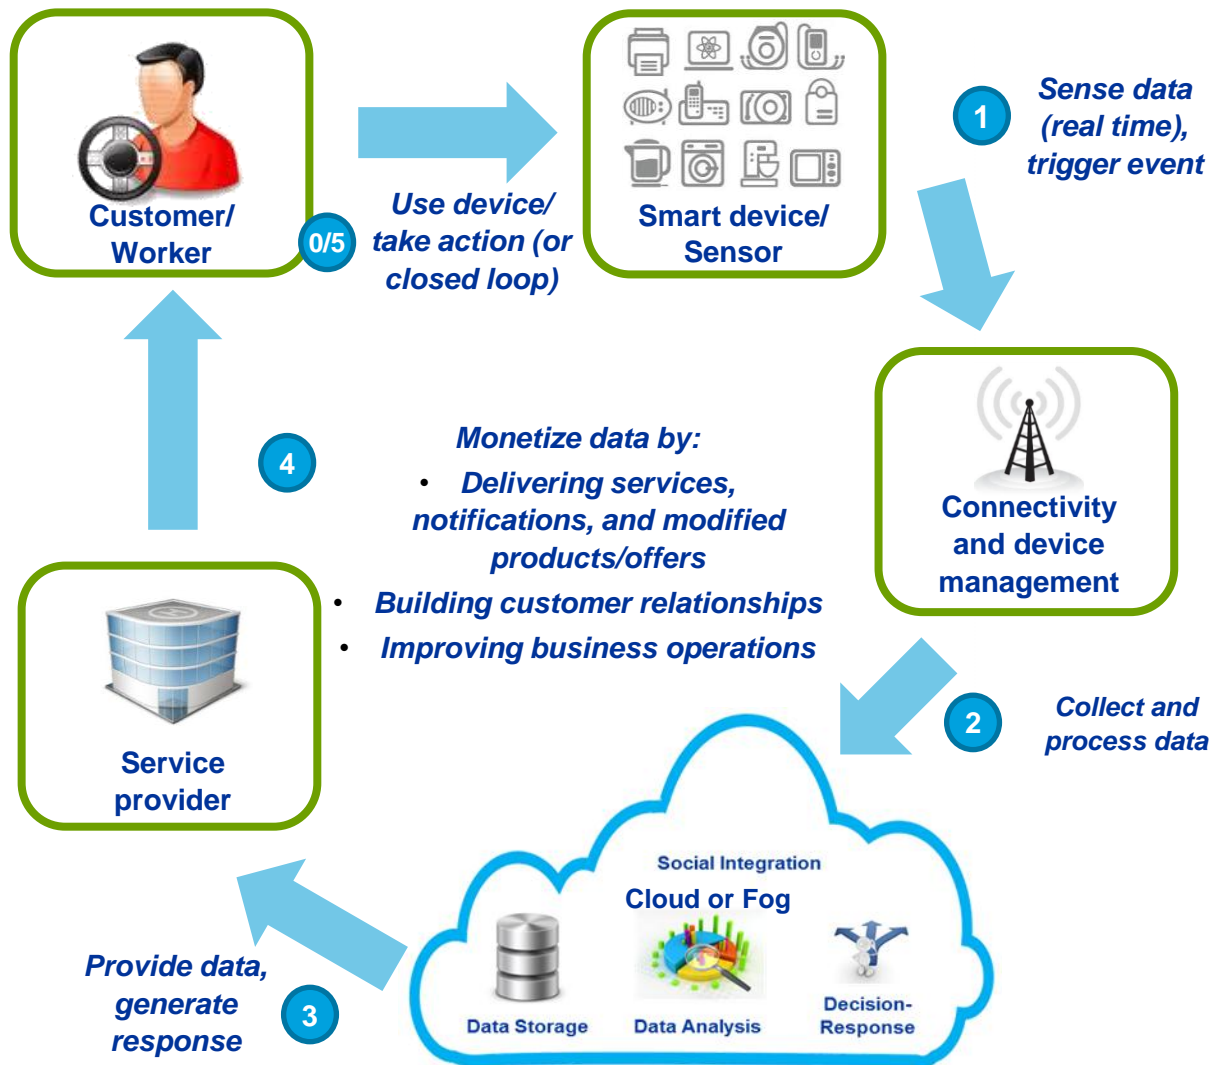 Customer/
Worker
0/5
Use device/
take action (or
closed loop)
Smart device/
Sensor
1
Sense data
(real time),
trigger event
Connectivity
and device
management
2
Collect and
process data
Social Integration
Cloud or Fog
Data Storage
Data Analysis
Decision-
Response
3
Provide data,
generate
response
Service
provider
4
Monetize data by:
• Delivering services,
notifications, and modified
products/offers
• Building customer relationships
• Improving business operations
H